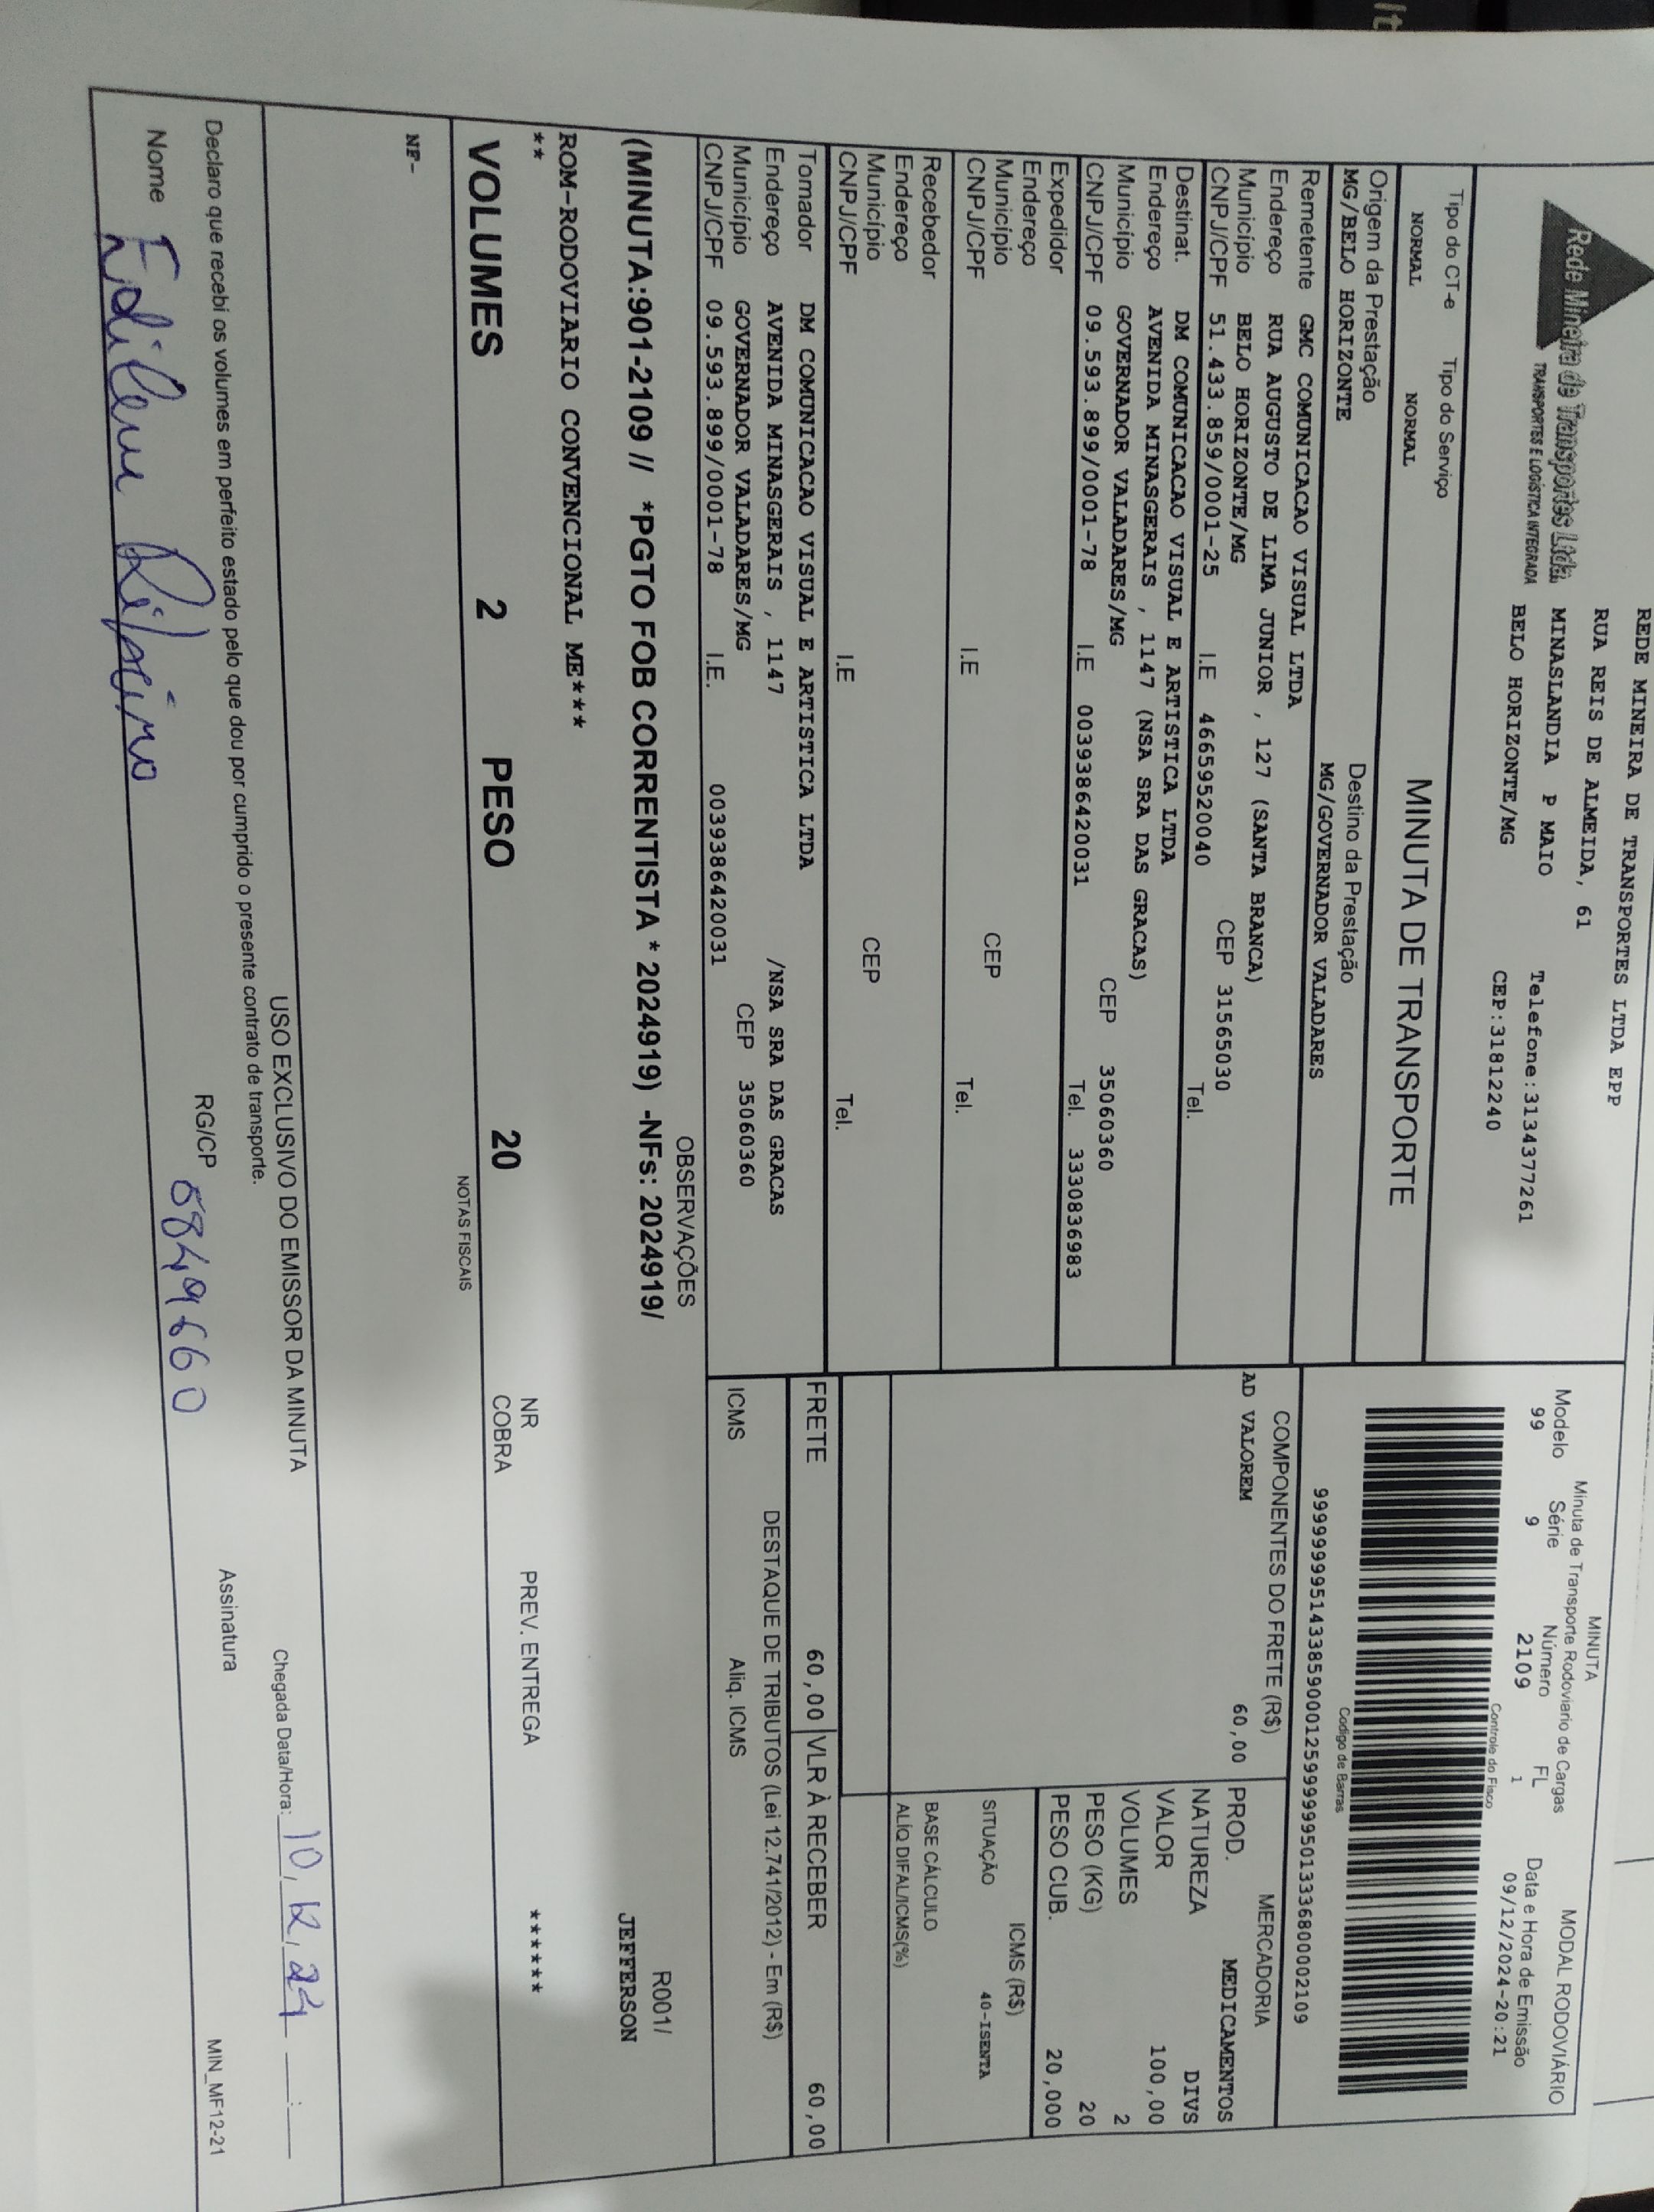 Rede Mineira de Transportes Ltda.
TRANSPORTES E LOGÍSTICA INTEGRADA
REDE MINEIRA DE TRANSPORTES LTDA EPP
RUA REIS DE ALMEIDA, 61
MINASLANDIA P MAIO Telefone:3134377261
BELO HORIZONTE/MG CEP:31812240
MINUTA MODAL RODOVIÁRIO
Minuta de Transporte Rodoviario de Cargas
Modelo Série Número FL Data e Hora de Emissão
99 9 2109 1 09/12/2024-20:21
Controle do Fisco
Tipo do CT-e Tipo do Serviço
NORMAL NORMAL
MINUTA DE TRANSPORTE
Codigo de Barras
99999999951433859000125999999995013336800002109
Origem da Prestação Destino da Prestação
MG/BELO HORIZONTE MG/GOVERNADOR VALADARES
Remetente GMC COMUNICACAO VISUAL LTDA
Endereço RUA AUGUSTO DE LIMA JUNIOR , 127 (SANTA BRANCA)
Municipio BELO HORIZONTE/MG CEP 31565030
CNPJ/CPF 51.433.859/0001-25 I.E 46659520040 Tel.
Destinat. DM COMUNICACAO VISUAL E ARTISTICA LTDA
Endereço AVENIDA MINASGERAIS , 1147 (NSA SRA DAS GRACAS)
Município GOVERNADOR VALADARES/MG CEP 35060360
CNPJ/CPF 09.593.899/0001-78 I.E 0039386420031 Tel. 3330836983
Expedidor
Endereço
Município CEP
CNPJ/CPF I.E Tel.
Recebedor
Endereço
Município CEP
CNPJ/CPF I.E Tel.
Tomador DM COMUNICACAO VISUAL E ARTISTICA LTDA
Endereço AVENIDA MINASGERAIS , 1147 /NSA SRA DAS GRACAS
Município GOVERNADOR VALADARES/MG CEP 35060360
CNPJ/CPF 09.593.899/0001-78 I.E. 0039386420031
COMPONENTES DO FRETE (R$)
AD VALOREM 60,00
MERCADORIA
PROD. MEDICAMENTOS
NATUREZA DIVS
VALOR 100,00
VOLUMES 2
PESO (KG) 20
PESO CUB. 20,000
ICMS (R$)
SITUAÇÃO 40-ISENTA
BASE CÁLCULO
ALÍQ DIFAL/ICMS(%)
FRETE 60,00 VLR À RECEBER 60,00
DESTAQUE DE TRIBUTOS (Lei 12.741/2012) - Em (R$)
ICMS Aliq. ICMS
OBSERVAÇÕES
(MINUTA:901-2109 // *PGTO FOB CORRENTISTA * 2024919) -NFs: 2024919/
R001/
JEFFERSON
ROM-RODOVIARIO CONVENCIONAL ME****
**
VOLUMES 2 PESO 20
NR
COBRA
PREV. ENTREGA ******
NOTAS FISCAIS
NF-
USO EXCLUSIVO DO EMISSOR DA MINUTA
Declaro que recebi os volumes em perfeito estado pelo que dou por cumprido o presente contrato de transporte.
Chegada Data/Hora: 10/12/24 __:__
Nome RG/CP 5849660 Assinatura
MIN_MF12-21